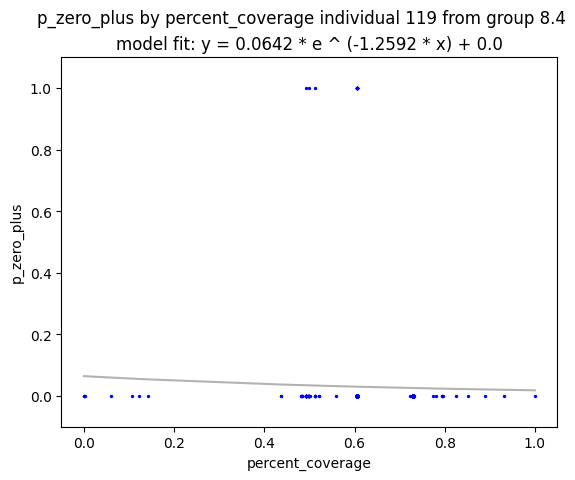 p_zero_plus by percent_coverage individual 119 from group 8.4
model fit: y = 0.0642 * e ^ (-1.2592 * x) + 0.0
1.0
0.8
0.6
0.4
0.2
0.0
p_zero_plus
0.0 0.2 0.4 0.6 0.8 1.0
percent_coverage